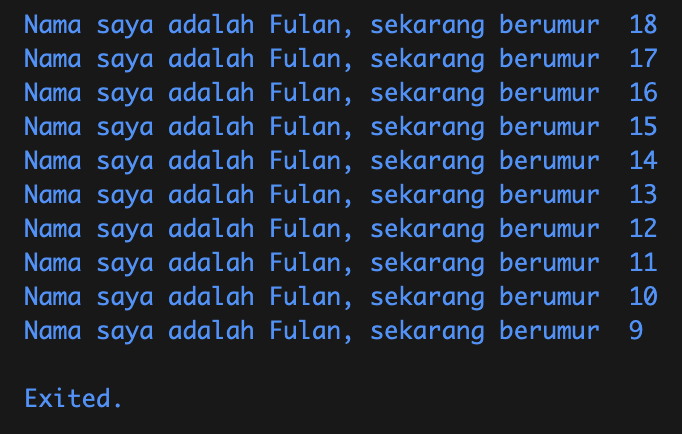 Nama saya adalah Fulan, sekarang berumur  18
Nama saya adalah Fulan, sekarang berumur  17
Nama saya adalah Fulan, sekarang berumur  16
Nama saya adalah Fulan, sekarang berumur  15
Nama saya adalah Fulan, sekarang berumur  14
Nama saya adalah Fulan, sekarang berumur  13
Nama saya adalah Fulan, sekarang berumur  12
Nama saya adalah Fulan, sekarang berumur  11
Nama saya adalah Fulan, sekarang berumur  10
Nama saya adalah Fulan, sekarang berumur  9
Exited.